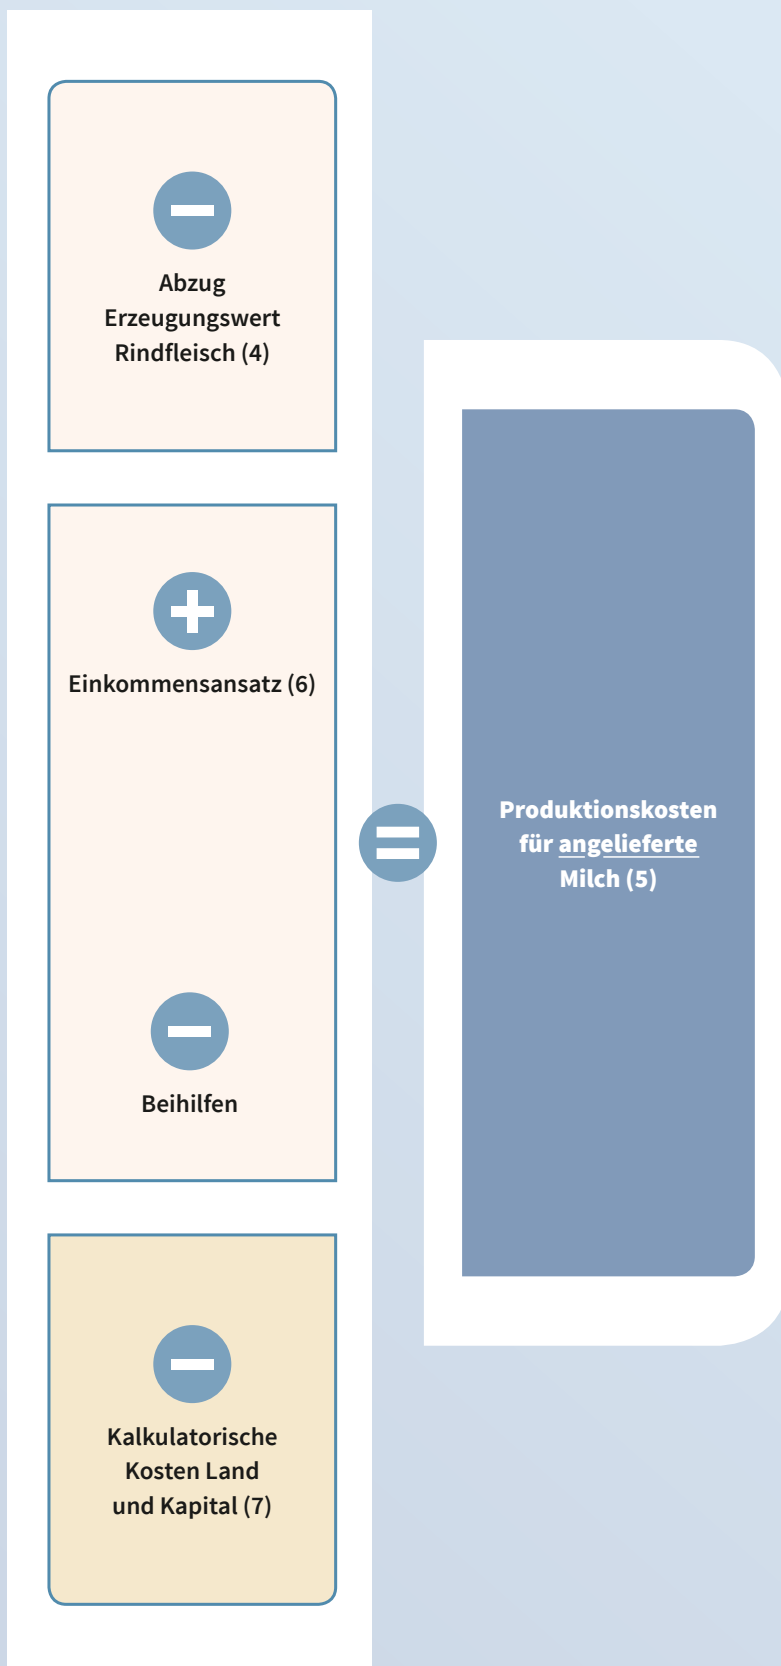 Abzug
Erzeugungswert
Rindfleisch (4)
Einkommensansatz (6)
Produktionskosten
für angelieferte
Milch (5)
Beihilfen
Kalkulatorische
Kosten Land
und Kapital (7)